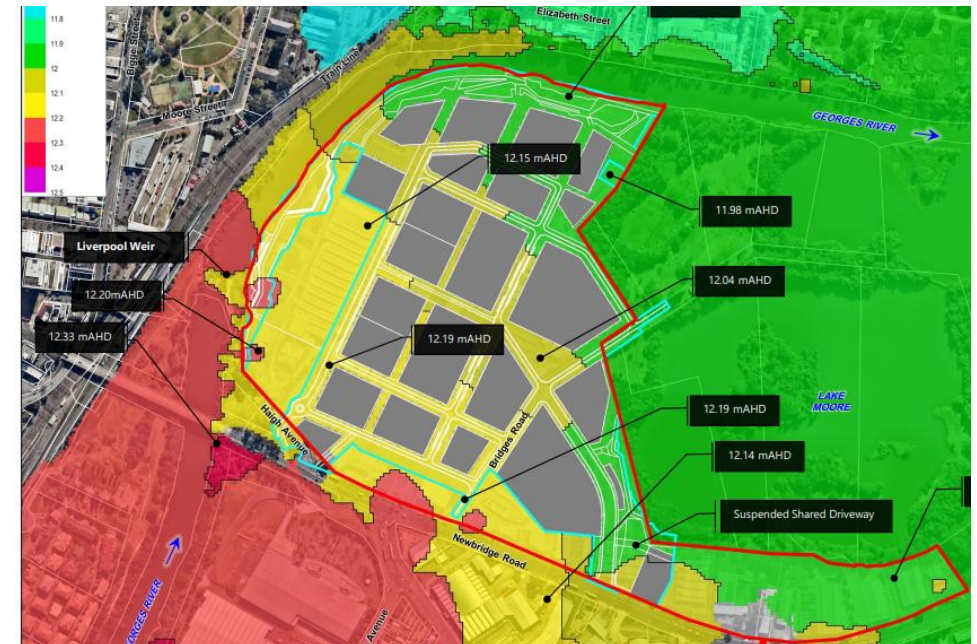 11.8
11.9
12
12.1
12.2
12.3
12.4
12.5
Bigge Street
Moore Street
Train Line
Elizabeth Street
GEORGES RIVER
12.15 mAHD
11.98 mAHD
Liverpool Weir
12.20mAHD
12.33 mAHD
12.04 mAHD
12.19 mAHD
LAKE
MOORE
Haigh Avenue
Bridges Road
12.19 mAHD
12.14 mAHD
Suspended Shared Driveway
Newbridge Road
Avenue
ORGES RIVER